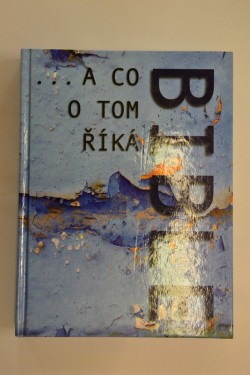 ...A CO
O TOM
ŘÍKÁ
BIBLE